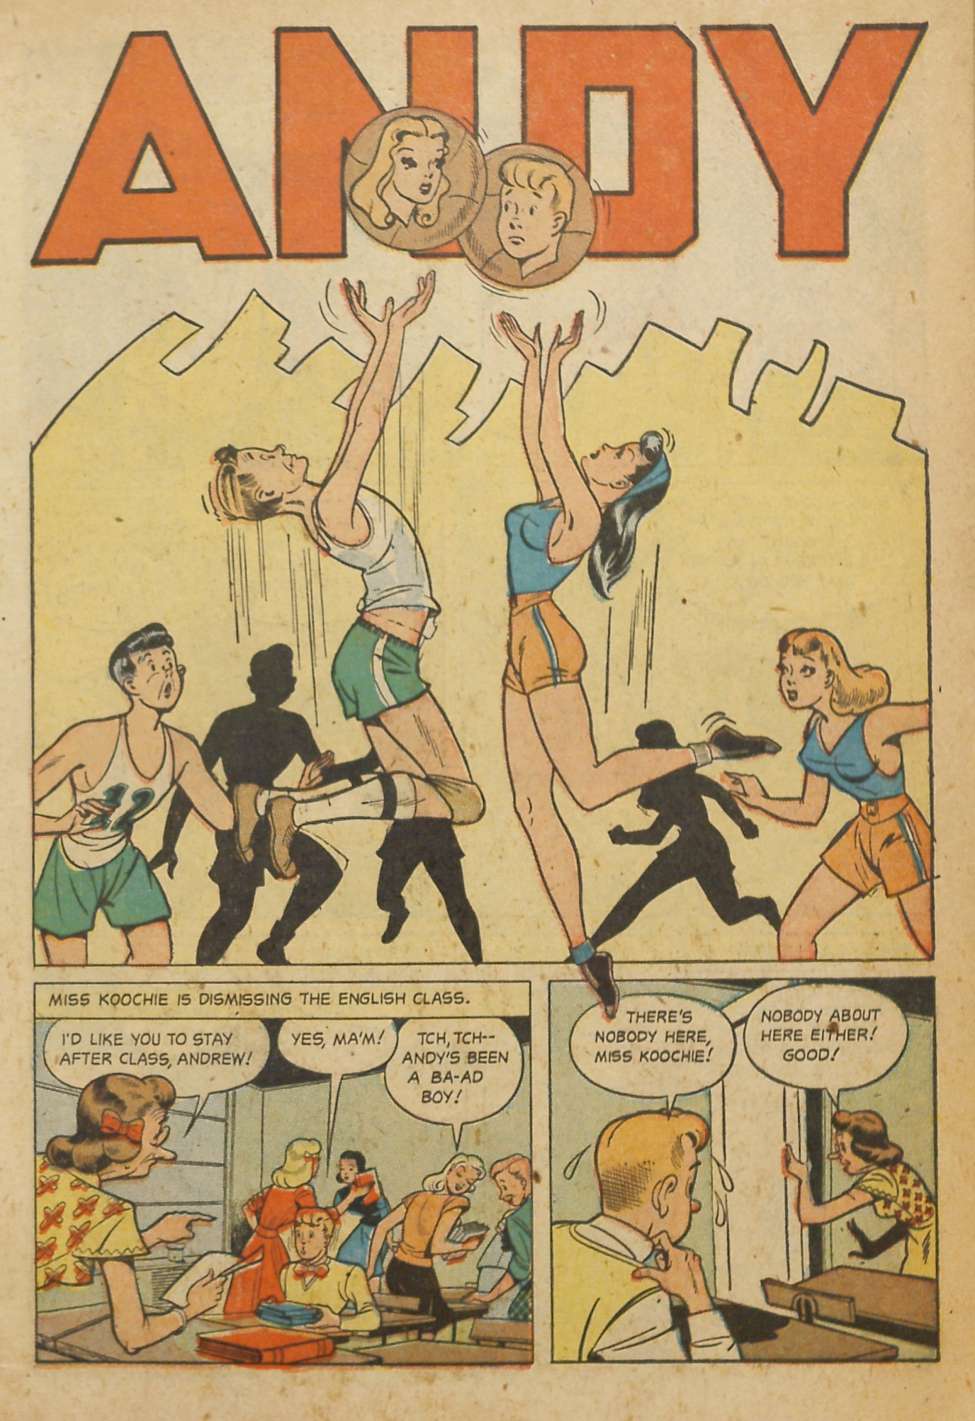 ANDY
12
MISS KOOCHIE IS DISMISSING THE ENGLISH CLASS.
I'D LIKE YOU TO STAY
AFTER CLASS, ANDREW!
YES, MA'M!
TCH, TCH--
ANDY'S BEEN
A BA-AD
BOY!
THERE'S
NOBODY HERE,
MISS KOOCHIE!
NOBODY ABOUT
HERE EITHER!
GOOD!